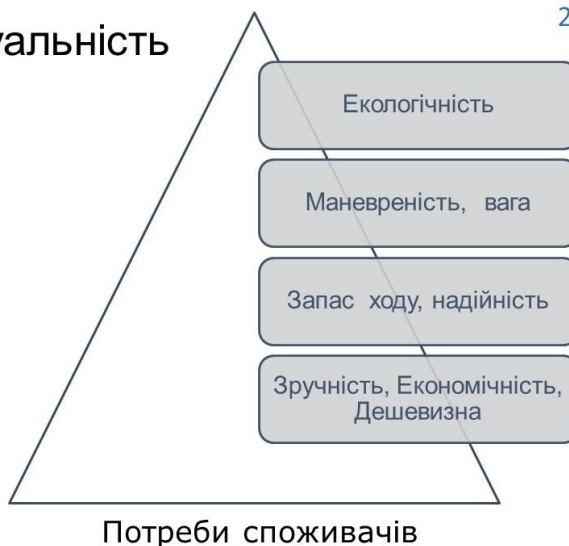 уальність
2
Екологічність
Маневреність, вага
Запас ходу, надійність
Зручність, Економічність,
Дешевизна
Потреби споживачів